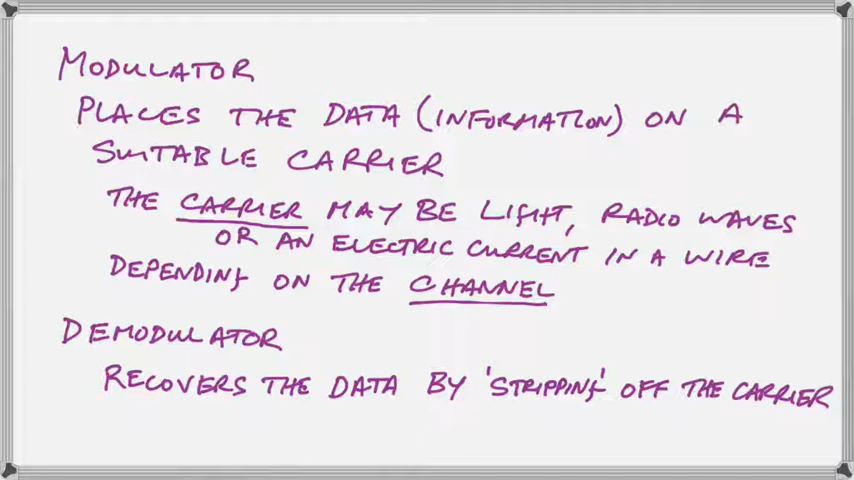 MODULATOR
PLACES THE DATA (INFORMATION) ON A
SUITABLE CARRIER
THE CARRIER MAY BE LIGHT, RADIO WAVES
OR AN ELECTRIC CURRENT IN A WIRE
DEPENDING ON THE CHANNEL
DEMODULATOR
RECOVERS THE DATA BY 'STRIPPING' OFF THE CARRIER